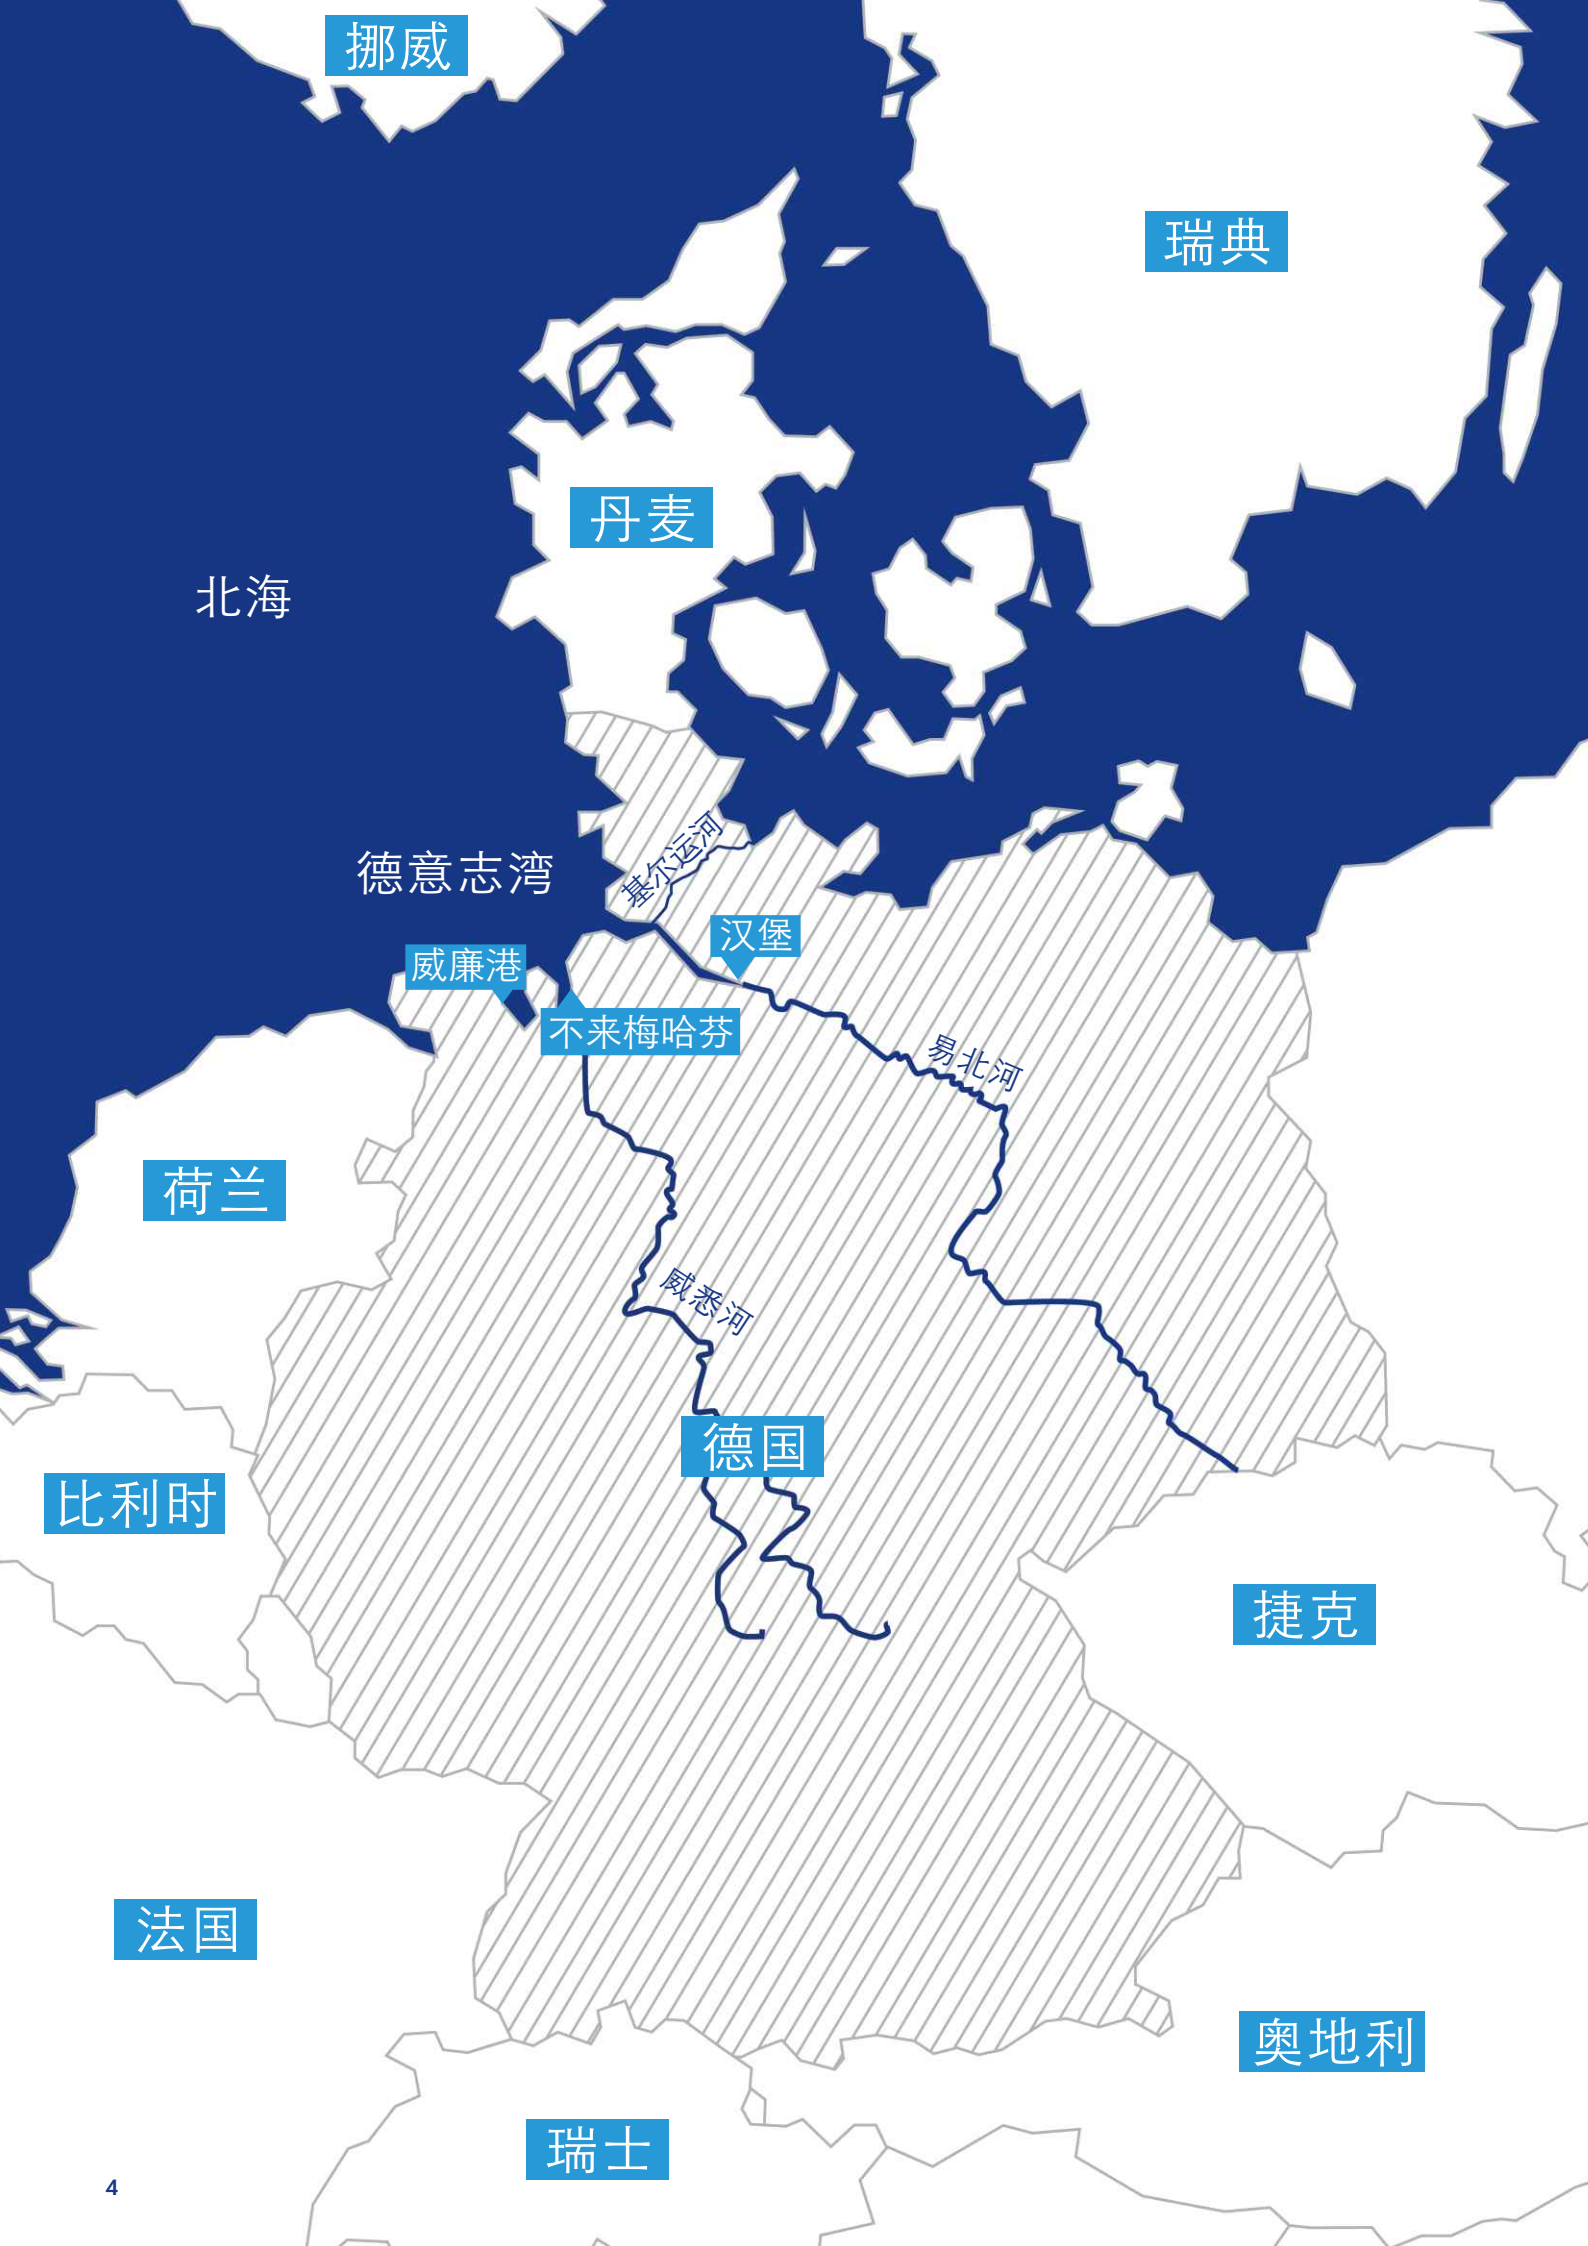 挪威
瑞典
丹麦
北海
基尔运河
德意志湾
汉堡
威廉港
不来梅哈芬
易北河
荷兰
威悉河
德国
比利时
捷克
法国
奥地利
瑞士
4